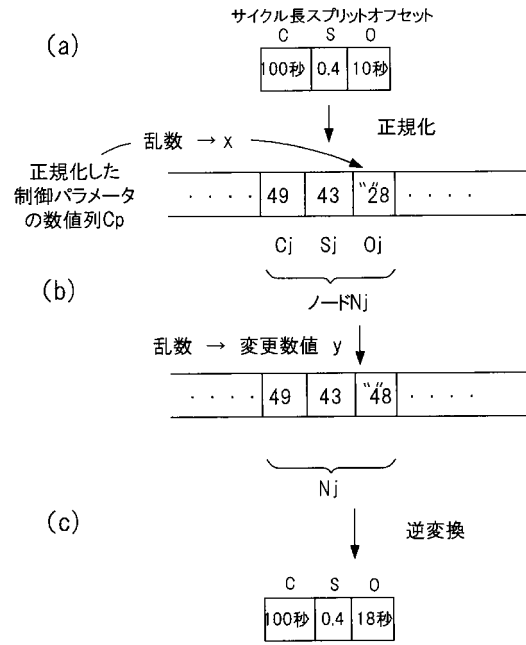 サイクル長スプリットオフセット
(a)
C S O
100秒 0.4 10秒
正規化
乱数 → x
正規化した
制御パラメータ
の数値列Cp
・・・・ 49 43 "28 ・・・・
Cj Sj Oj
(b)
ノードNj
乱数 → 変更数値 y
・・・・ 49 43 "48 ・・・・
Nj
(c)
逆変換
C S O
100秒 0.4 18秒